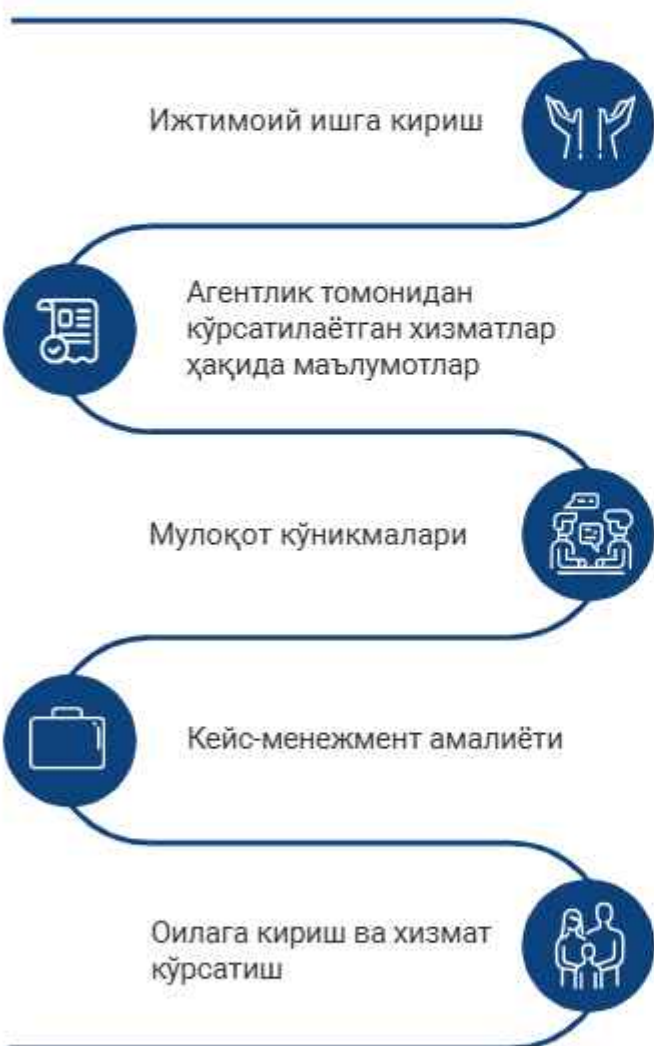 Ижтимоий ишга кириш
Агентлик томонидан
кўрсатилаётган хизматлар
ҳақида маълумотлар
Мулоқот кўникмалари
Кейс-менежмент амалиёти
Оилага кириш ва хизмат
кўрсатиш